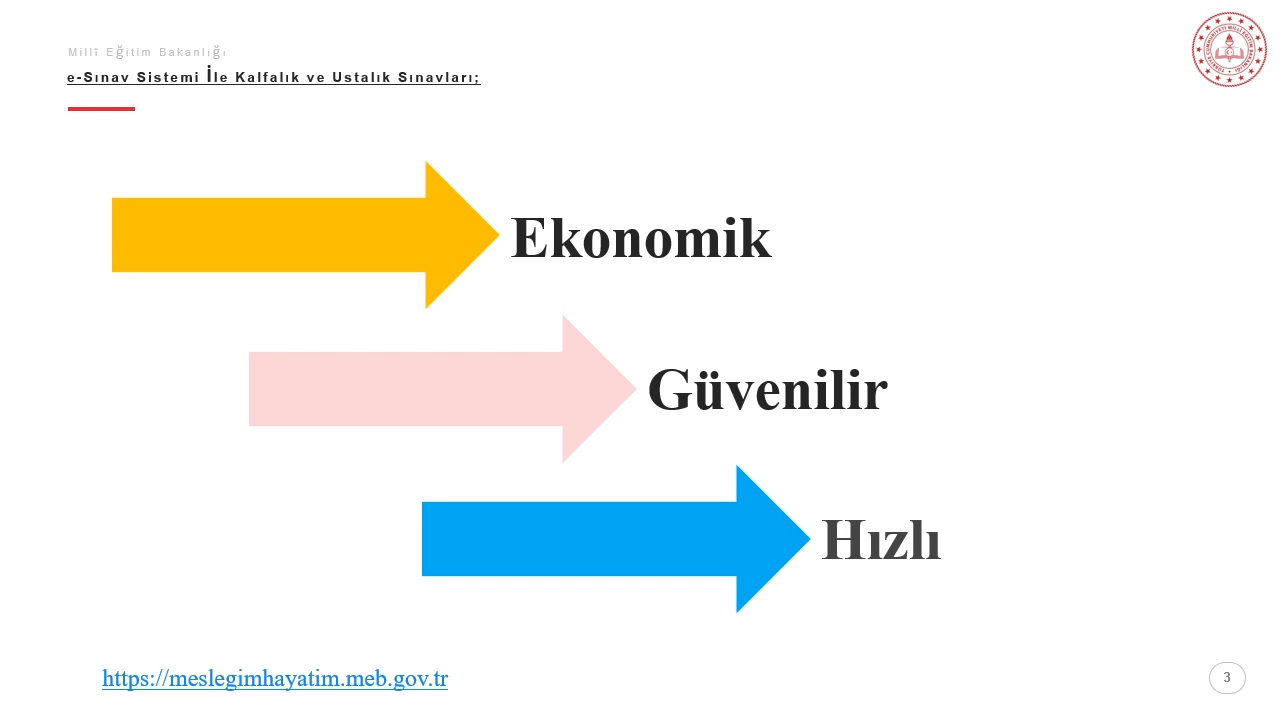 Millî Eğitim Bakanlığı
e-Sınav Sistemi İle Kalfalık ve Ustalık Sınavları;
Ekonomik
Güvenilir
Hızlı
https://meslegimhayatim.meb.gov.tr
3